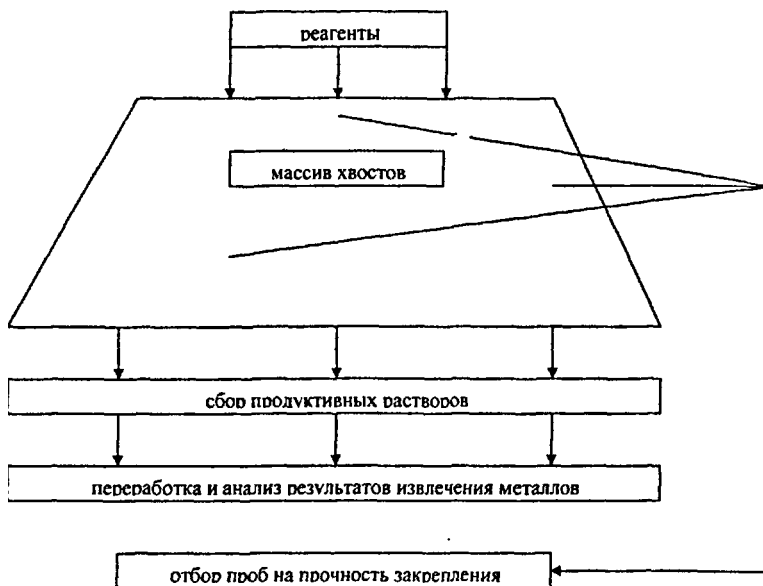 реагенты
массив хвостов
сбор продуктивных растворов
переработка и анализ результатов извлечения металлов
отбор проб на прочность закрепления